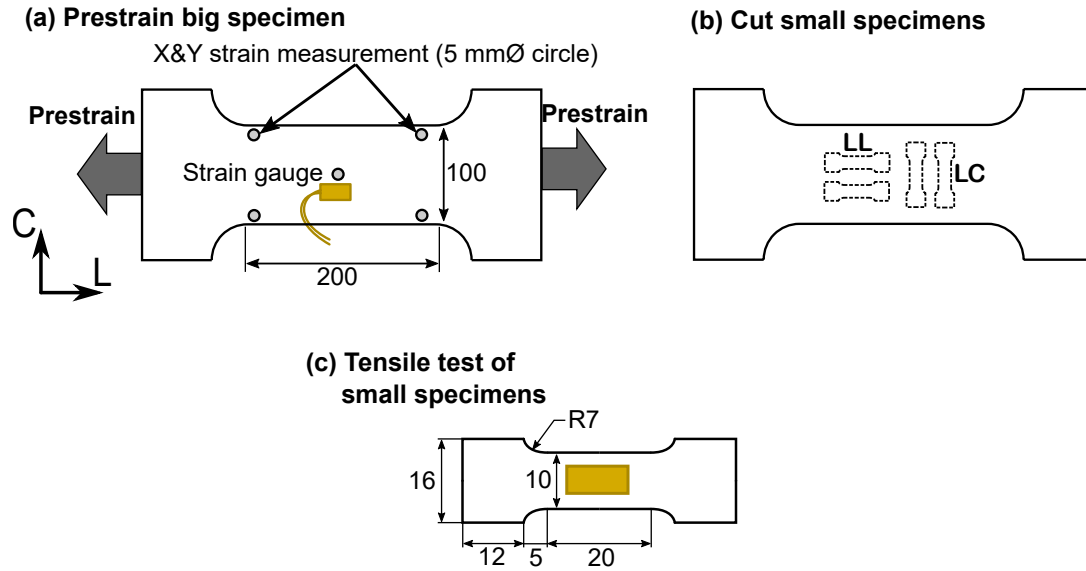 (a) Prestrain big specimen
X&Y strain measurement (5 mmØ circle)
Prestrain
Prestrain
Strain gauge
100
200
C
L
(b) Cut small specimens
LL
LC
(c) Tensile test of
small specimens
R7
16
10
12
5
20